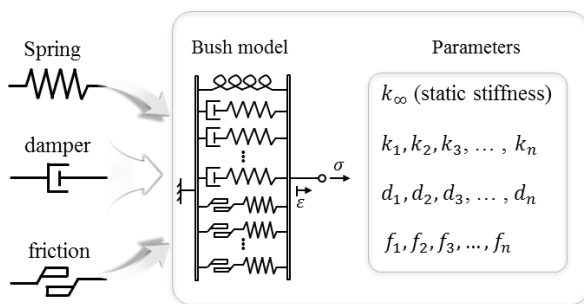 Spring
damper
friction
Bush model
σ
ε
Parameters
k∞ (static stiffness)
k₁, k₂, k₃, … , kₙ
d₁, d₂, d₃, … , dₙ
f₁, f₂, f₃, …, fₙ